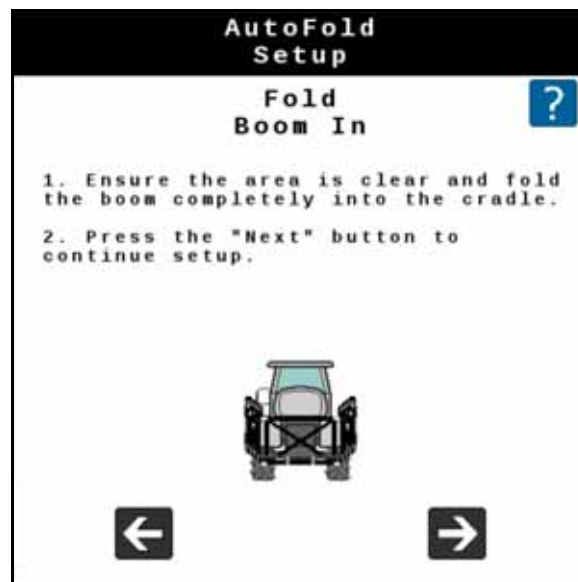 AutoFold
Setup
Fold
Boom In
?
1. Ensure the area is clear and fold
the boom completely into the cradle.
2. Press the "Next" button to
continue setup.